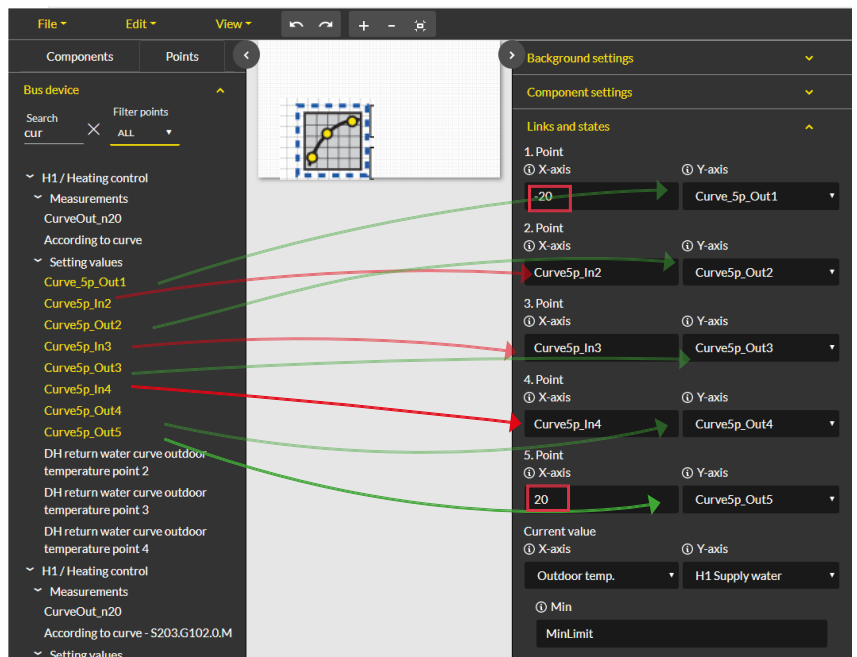 File Edit View
Components Points
Bus device
Search
cur
Filter points
ALL
H1 / Heating control
Measurements
CurveOut_n20
According to curve
Setting values
Curve_5p_Out1
Curve5p_In2
Curve5p_Out2
Curve5p_In3
Curve5p_Out3
Curve5p_In4
Curve5p_Out4
Curve5p_Out5
DH return water curve outdoor
temperature point 2
DH return water curve outdoor
temperature point 3
DH return water curve outdoor
temperature point 4
H1 / Heating control
Measurements
CurveOut_n20
According to curve - S203.G102.0.M
Setting values
Background settings
Component settings
Links and states
1. Point
X-axis Y-axis
-20 Curve_5p_Out1
2. Point
X-axis Y-axis
Curve5p_In2 Curve5p_Out2
3. Point
X-axis Y-axis
Curve5p_In3 Curve5p_Out3
4. Point
X-axis Y-axis
Curve5p_In4 Curve5p_Out4
5. Point
X-axis Y-axis
20 Curve5p_Out5
Current value
X-axis Y-axis
Outdoor temp. H1 Supply water
Min
MinLimit